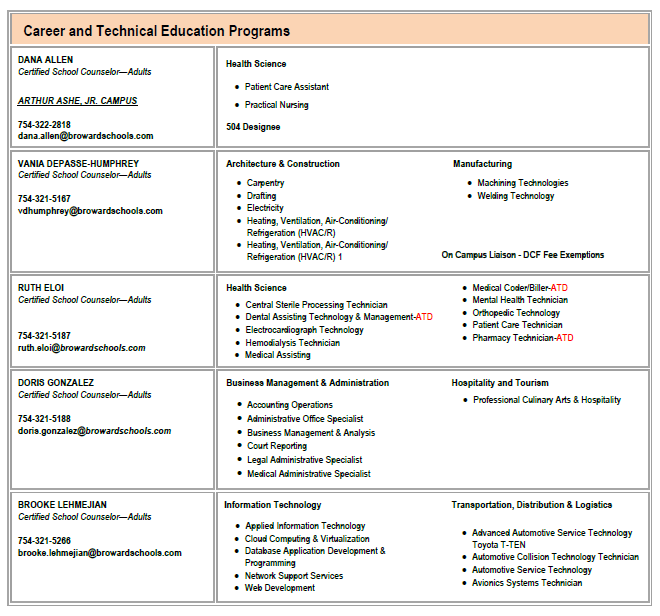 Career and Technical Education Programs
DANA ALLEN
Certified School Counselor—Adults
ARTHUR ASHE, JR. CAMPUS
754-322-2818
dana.allen@browardschools.com
Health Science
• Patient Care Assistant
• Practical Nursing
504 Designee
VANIA DEPASSE-HUMPHREY
Certified School Counselor—Adults
754-321-5167
vdhumphrey@browardschools.com
Architecture & Construction
• Carpentry
• Drafting
• Electricity
• Heating, Ventilation, Air-Conditioning/
Refrigeration (HVAC/R)
• Heating, Ventilation, Air-Conditioning/
Refrigeration (HVAC/R) 1
Manufacturing
• Machining Technologies
• Welding Technology
On Campus Liaison - DCF Fee Exemptions
RUTH ELOI
Certified School Counselor—Adults
754-321-5187
ruth.eloi@browardschools.com
Health Science
• Central Sterile Processing Technician
• Dental Assisting Technology & Management-ATD
• Electrocardiograph Technology
• Hemodialysis Technician
• Medical Assisting
• Medical Coder/Biller-ATD
• Mental Health Technician
• Orthopedic Technology
• Patient Care Technician
• Pharmacy Technician-ATD
DORIS GONZALEZ
Certified School Counselor—Adults
754-321-5188
doris.gonzalez@browardschools.com
Business Management & Administration
• Accounting Operations
• Administrative Office Specialist
• Business Management & Analysis
• Court Reporting
• Legal Administrative Specialist
• Medical Administrative Specialist
Hospitality and Tourism
• Professional Culinary Arts & Hospitality
BROOKE LEHMEJIAN
Certified School Counselor—Adults
754-321-5266
brooke.lehmejian@browardschools.com
Information Technology
• Applied Information Technology
• Cloud Computing & Virtualization
• Database Application Development &
Programming
• Network Support Services
• Web Development
Transportation, Distribution & Logistics
• Advanced Automotive Service Technology
Toyota T-TEN
• Automotive Collision Technology Technician
• Automotive Service Technology
• Avionics Systems Technician